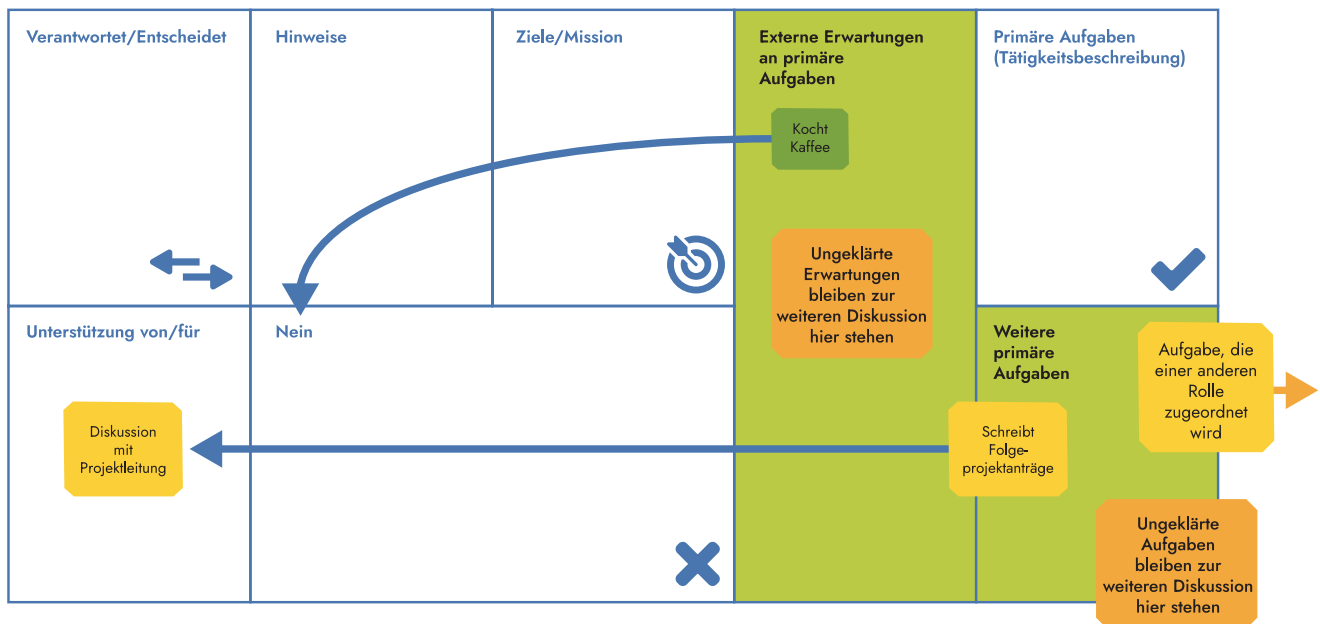 Verantwortet/Entscheidet
Hinweise
Ziele/Mission
Externe Erwartungen
an primäre
Aufgaben
Primäre Aufgaben
(Tätigkeitsbeschreibung)
Kocht
Kaffee
Ungeklärte
Erwartungen
bleiben zur
weiteren Diskussion
hier stehen
Unterstützung von/für
Nein
Weitere
primäre
Aufgaben
Aufgabe, die
einer anderen
Rolle
zugeordnet
wird
Diskussion
mit
Projektleitung
Schreibt
Folge-
projektanträge
Ungeklärte
Aufgaben
bleiben zur
weiteren Diskussion
hier stehen